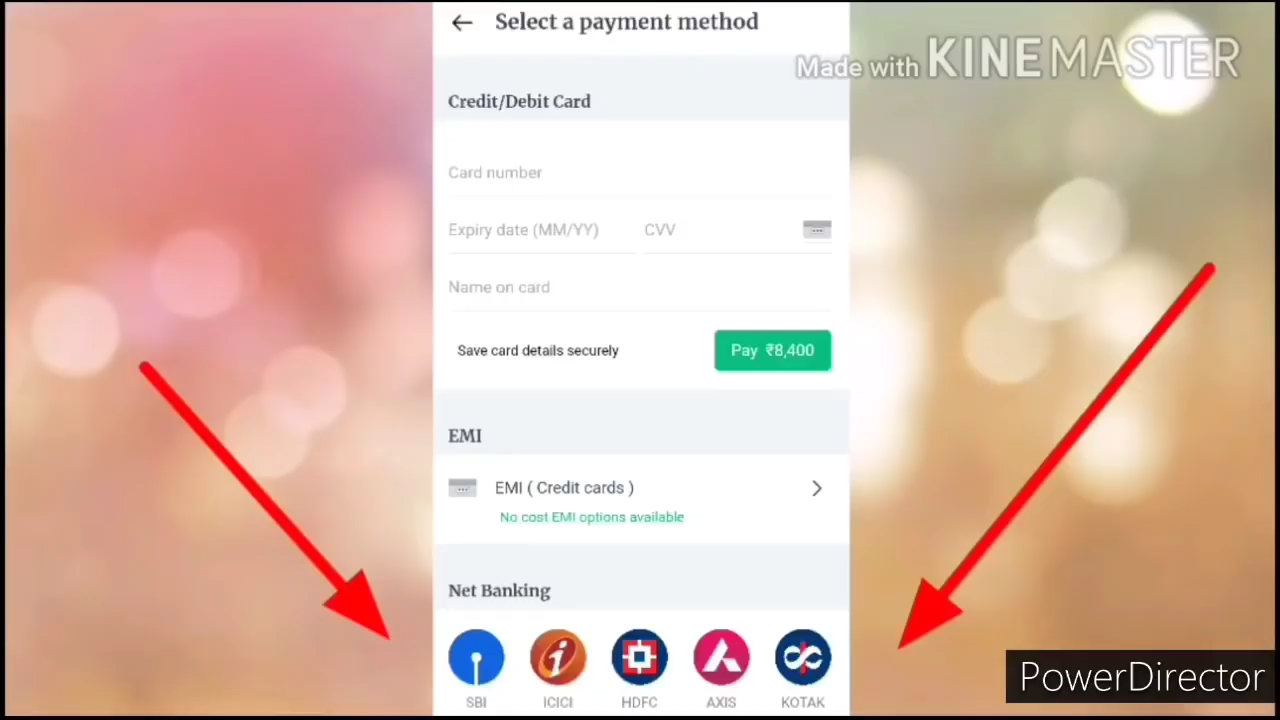 Select a payment method
Made with KINEMASTER
Credit/Debit Card
Card number
Expiry date (MM/YY) CVV
Name on card
Save card details securely Pay ₹8,400
EMI
EMI ( Credit cards )
No cost EMI options available
Net Banking
SBI ICICI HDFC AXIS KOTAK
PowerDirector